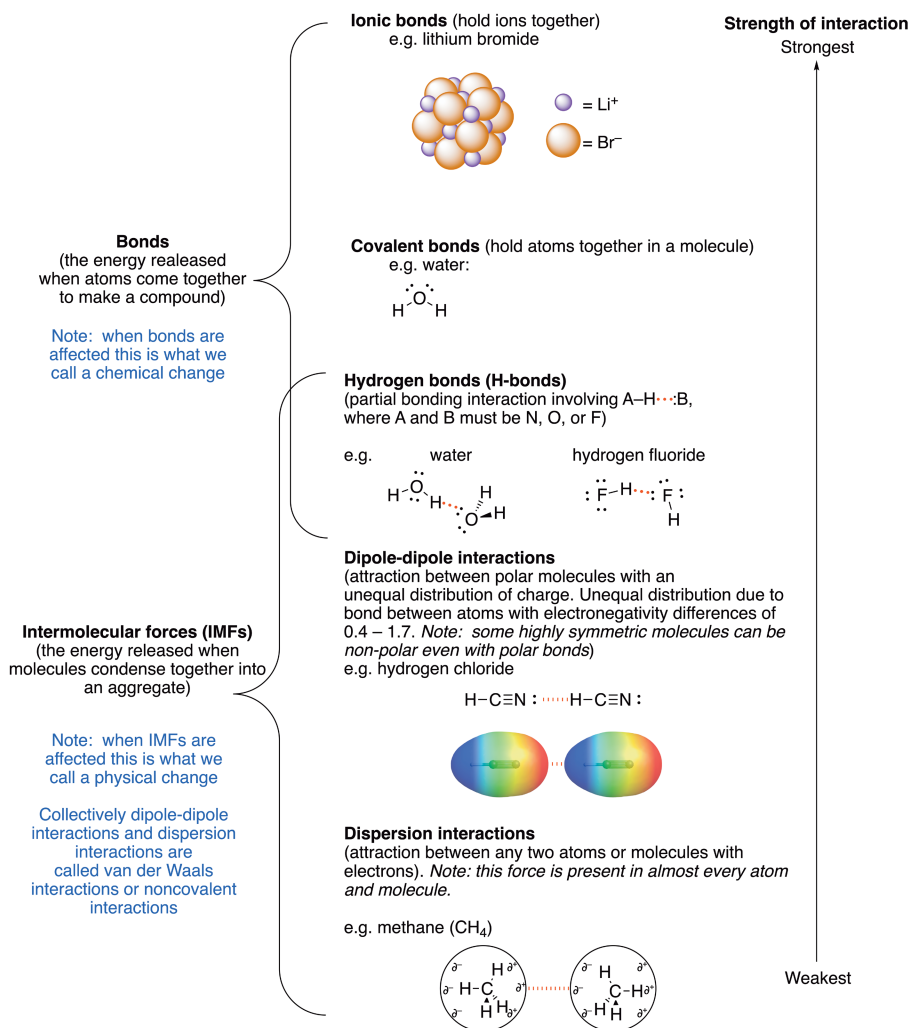 Ionic bonds (hold ions together)
e.g. lithium bromide
Strength of interaction
Strongest
= Li⁺
= Br⁻
Bonds
(the energy realeased
when atoms come together
to make a compound)
Note: when bonds are
affected this is what we
call a chemical change
Covalent bonds (hold atoms together in a molecule)
e.g. water:
H O H
Hydrogen bonds (H-bonds)
(partial bonding interaction involving A–H···:B,
where A and B must be N, O, or F)
e.g. water hydrogen fluoride
H O H O H H
F H F H
Dipole-dipole interactions
(attraction between polar molecules with an
unequal distribution of charge. Unequal distribution due to
bond between atoms with electronegativity differences of
0.4 – 1.7. Note: some highly symmetric molecules can be
non-polar even with polar bonds)
e.g. hydrogen chloride
H–C≡N: ····· H–C≡N:
Intermolecular forces (IMFs)
(the energy released when
molecules condense together into
an aggregate)
Note: when IMFs are
affected this is what we
call a physical change
Collectively dipole-dipole
interactions and dispersion
interactions are
called van der Waals
interactions or noncovalent
interactions
Dispersion interactions
(attraction between any two atoms or molecules with
electrons). Note: this force is present in almost every atom
and molecule.
e.g. methane (CH₄)
∂⁻ H ∂⁺ ∂⁻ H ∂⁺
∂⁻ H–C ∂⁺ ∂⁻ C–H ∂⁺
∂⁻ H H ∂⁺ ∂⁻ H H ∂⁺
Weakest